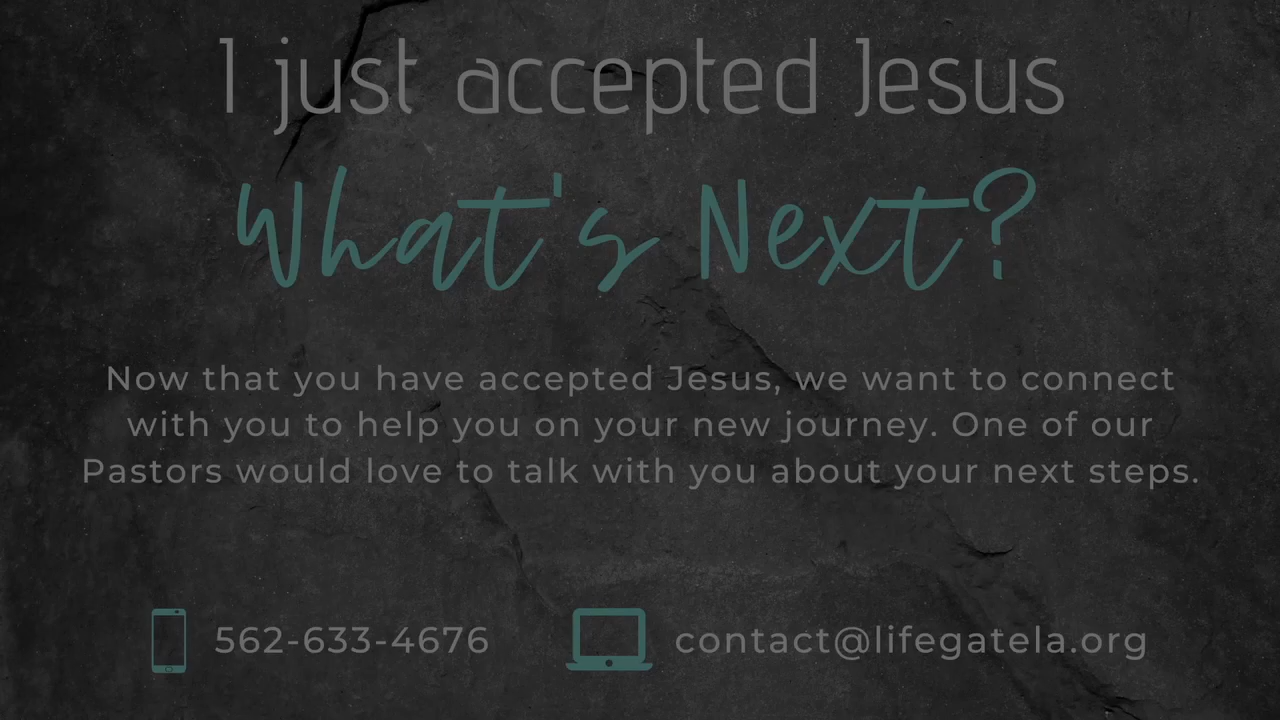 I just accepted Jesus
What's Next?
Now that you have accepted Jesus, we want to connect
with you to help you on your new journey. One of our
Pastors would love to talk with you about your next steps.
562-633-4676
contact@lifegatela.org